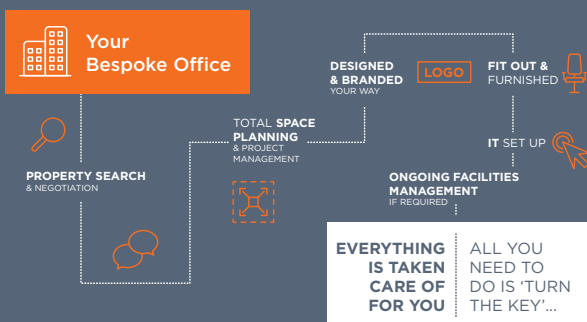 Your
Bespoke Office
PROPERTY SEARCH
& NEGOTIATION
TOTAL SPACE
PLANNING
& PROJECT
MANAGEMENT
DESIGNED
& BRANDED
YOUR WAY
LOGO
FIT OUT &
FURNISHED
IT SET UP
ONGOING FACILITIES
MANAGEMENT
IF REQUIRED
EVERYTHING
IS TAKEN
CARE OF
FOR YOU
ALL YOU
NEED TO
DO IS ‘TURN
THE KEY’...